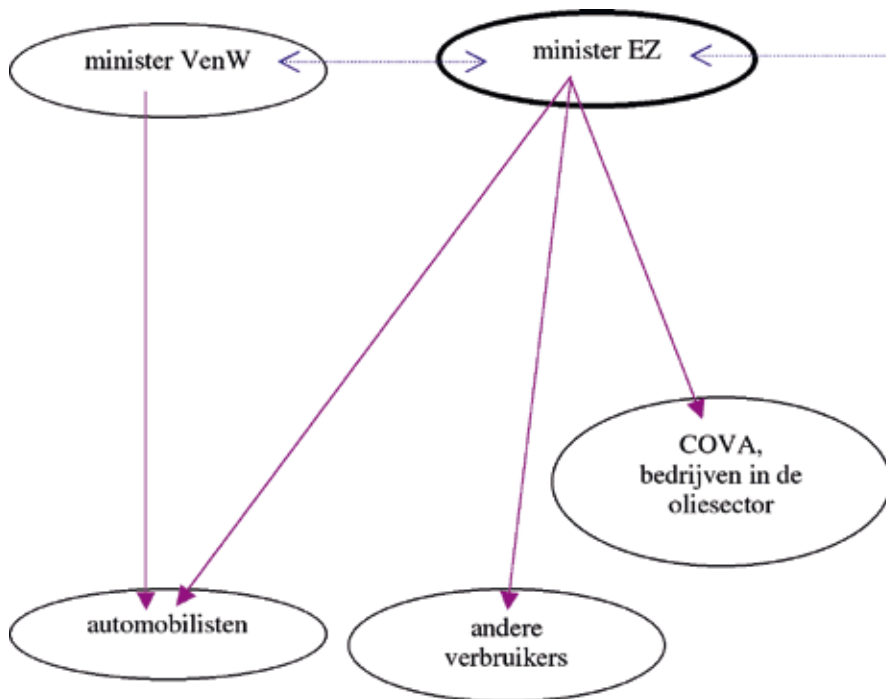 minister VenW
minister EZ
COVA,
bedrijven in de
oliesector
automobilisten
andere
verbruikers